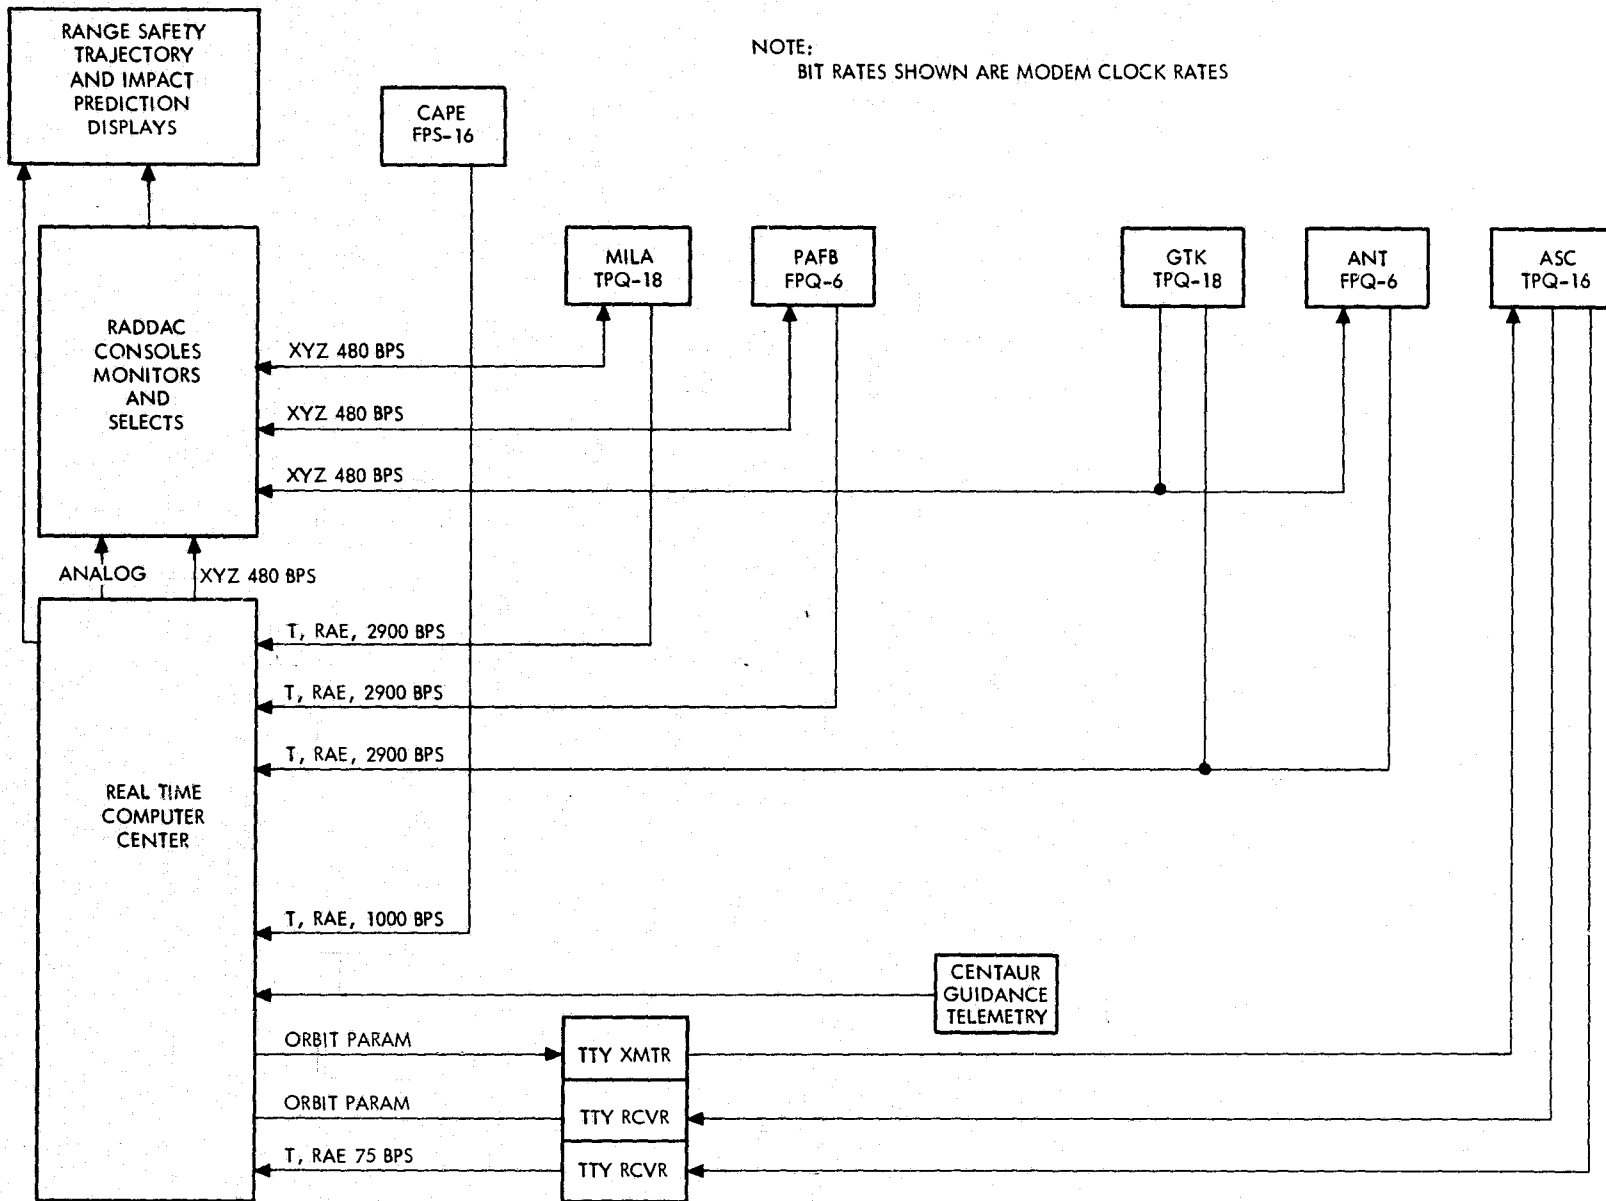 RANGE SAFETY
TRAJECTORY
AND IMPACT
PREDICTION
DISPLAYS
NOTE:
BIT RATES SHOWN ARE MODEM CLOCK RATES
CAPE
FPS-16
MILA
TPQ-18
PAFB
FPQ-6
GTK
TPQ-18
ANT
FPQ-6
ASC
TPQ-16
RADDAC
CONSOLES
MONITORS
AND
SELECTS
XYZ 480 BPS
XYZ 480 BPS
XYZ 480 BPS
ANALOG
XYZ 480 BPS
T, RAE, 2900 BPS
T, RAE, 2900 BPS
T, RAE, 2900 BPS
REAL TIME
COMPUTER
CENTER
T, RAE, 1000 BPS
CENTAUR
GUIDANCE
TELEMETRY
ORBIT PARAM
TTY XMTR
ORBIT PARAM
TTY RCVR
T, RAE 75 BPS
TTY RCVR